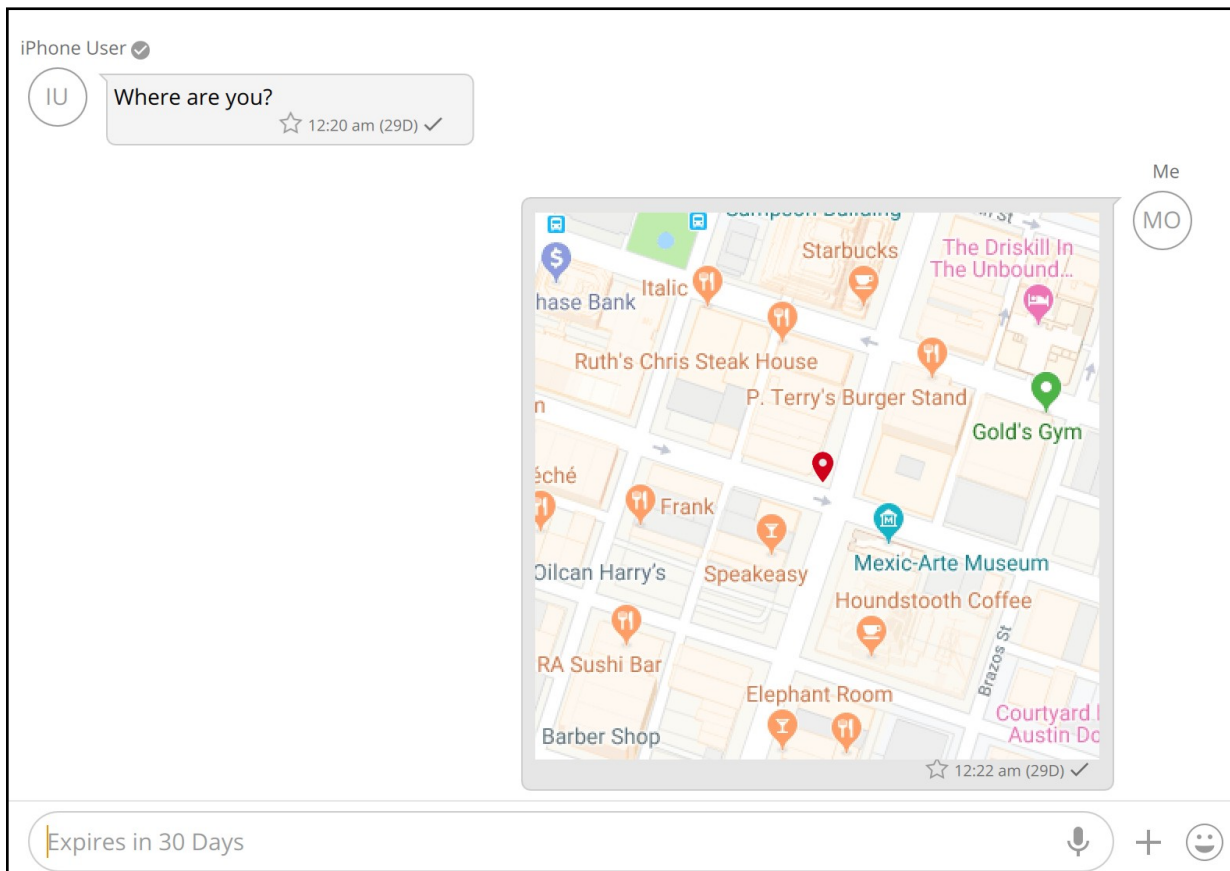 iPhone User
IU
Where are you?
12:20 am (29D)
Me
MO
Sampson Building
St
Starbucks
The Driskill In
The Unbound...
$
Italic
hase Bank
Ruth's Chris Steak House
P. Terry's Burger Stand
n
Gold's Gym
éché
Frank
M
Mexic-Arte Museum
Oilcan Harry's
Speakeasy
Houndstooth Coffee
RA Sushi Bar
Brazos St
Elephant Room
Courtyard
Austin Do
Barber Shop
12:22 am (29D)
Expires in 30 Days